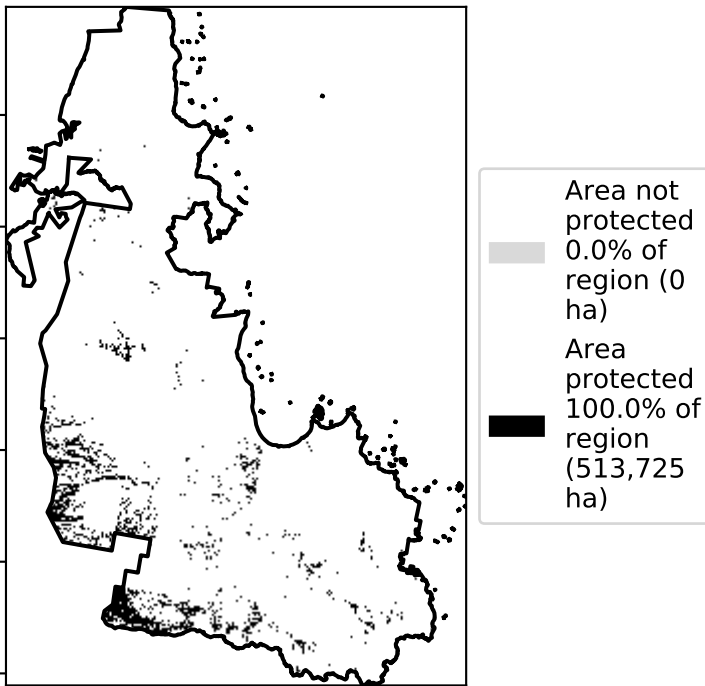 Area not
protected
0.0% of
region (0
ha)
Area
protected
100.0% of
region
(513,725
ha)